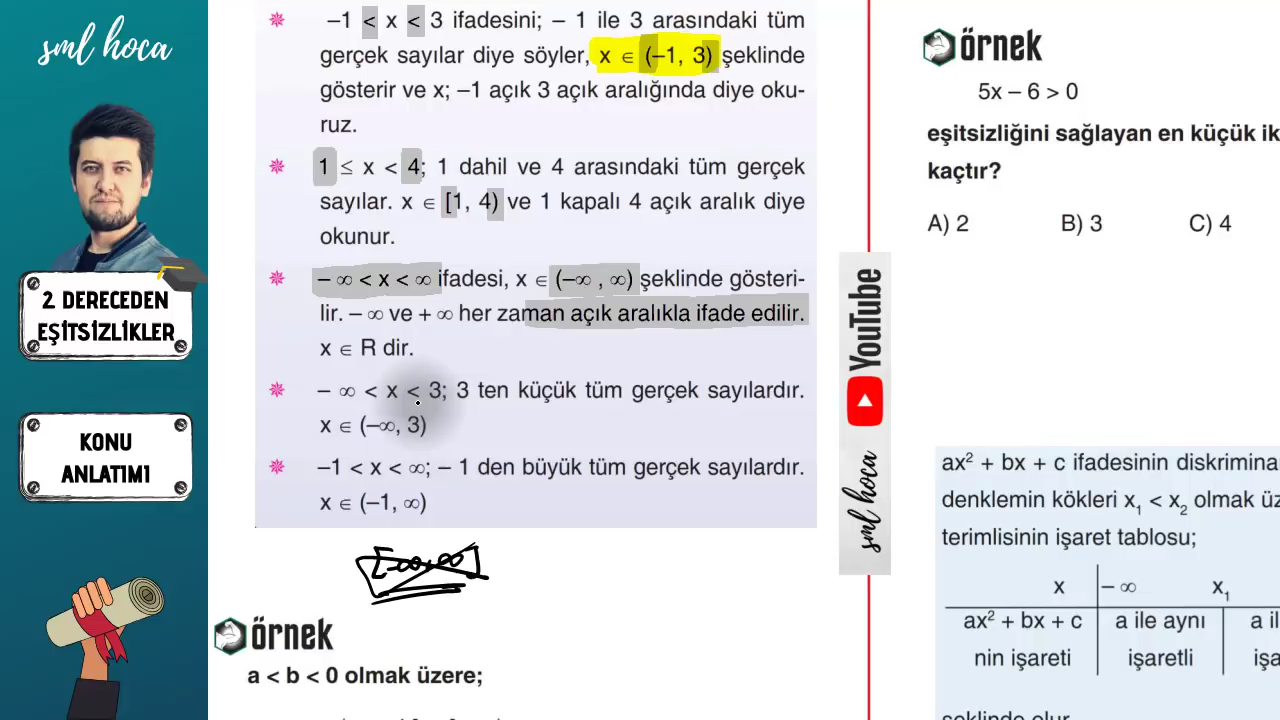 sml hoca
2. DERECEDEN
EŞİTSİZLİKLER
KONU
ANLATIMI
–1 < x < 3 ifadesini; – 1 ile 3 arasındaki tüm
gerçek sayılar diye söyler, x ∈ (–1, 3) şeklinde
gösterir ve x; –1 açık 3 açık aralığında diye oku-
ruz.
1 ≤ x < 4; 1 dahil ve 4 arasındaki tüm gerçek
sayılar. x ∈ [1, 4) ve 1 kapalı 4 açık aralık diye
okunur.
– ∞ < x < ∞ ifadesi, x ∈ (–∞ , ∞) şeklinde gösteri-
lir. – ∞ ve + ∞ her zaman açık aralıkla ifade edilir.
x ∈ R dir.
– ∞ < x < 3; 3 ten küçük tüm gerçek sayılardır.
x ∈ (–∞, 3)
–1 < x < ∞; – 1 den büyük tüm gerçek sayılardır.
x ∈ (–1, ∞)
[-∞,∞]
örnek
a < b < 0 olmak üzere;
YouTube
sml hoca
örnek
5x – 6 > 0
eşitsizliğini sağlayan en küçük ik
kaçtır?
A) 2 B) 3 C) 4
ax² + bx + c ifadesinin diskrimina
denklemin kökleri x₁ < x₂ olmak üz
terimlisinin işaret tablosu;
x – ∞ x₁
ax² + bx + c a ile aynı a il
nin işareti işaretli işa
şeklinde olur